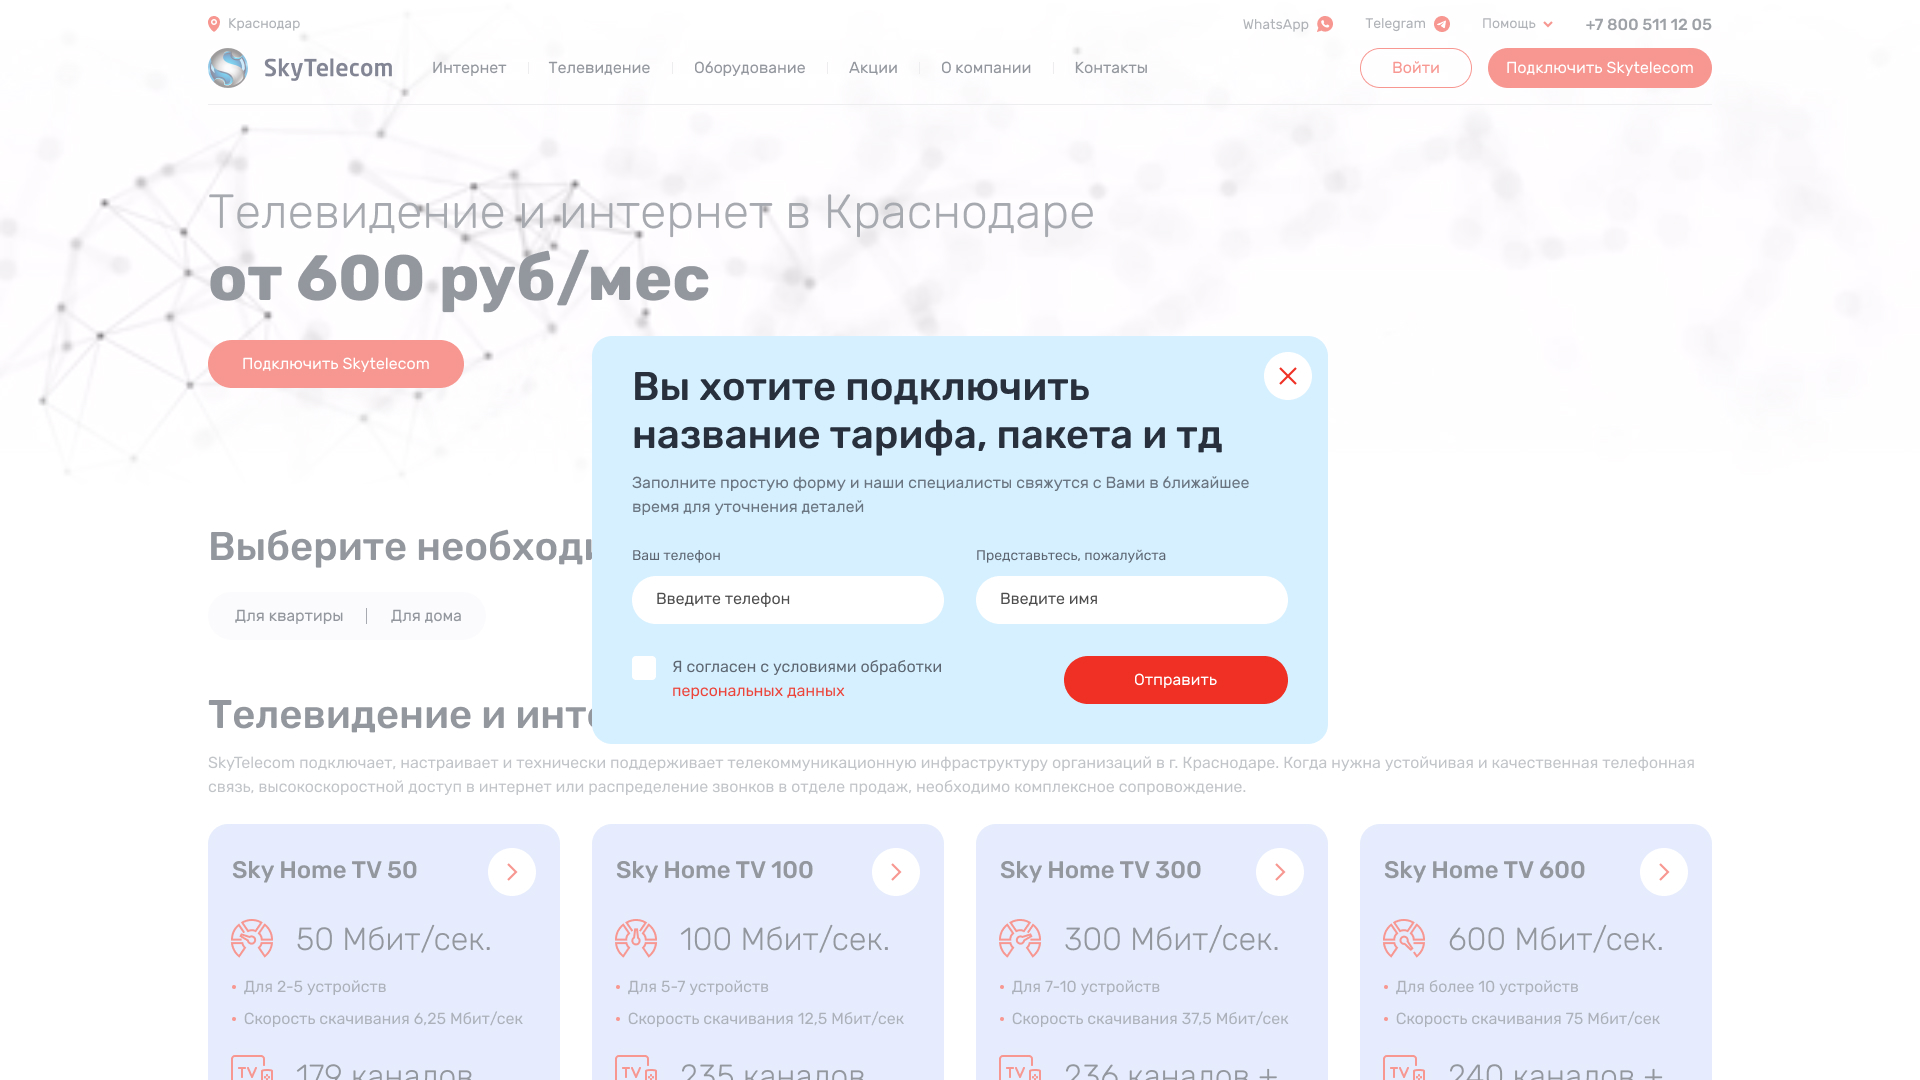 Краснодар
WhatsApp
Telegram
Помощь
+7 800 511 12 05
SkyTelecom
Интернет
Телевидение
Оборудование
Акции
О компании
Контакты
Войти
Подключить Skytelecom
Телевидение и интернет в Краснодаре
от 600 руб/мес
Подключить Skytelecom
Вы хотите подключить
название тарифа, пакета и тд
Заполните простую форму и наши специалисты свяжутся с Вами в ближайшее
время для уточнения деталей
Ваш телефон
Представьтесь, пожалуйста
Введите телефон
Введите имя
Я согласен с условиями обработки
персональных данных
Отправить
Выберите
Для квартиры
Для дома
Телевидение и
SkyTelecom подключает, настраивает и технически поддерживает телекоммуникационную инфраструктуру организаций в г. Краснодаре. Когда нужна устойчивая и качественная телефонная
связь, высокоскоростной доступ в интернет или распределение звонков в отделе продаж, необходимо комплексное сопровождение.
Sky Home TV 50
50 Мбит/сек.
• Для 2-5 устройств
• Скорость скачивания 6,25 Мбит/сек
TV
179 каналов
Sky Home TV 100
100 Мбит/сек.
• Для 5-7 устройств
• Скорость скачивания 12,5 Мбит/сек
TV
235 каналов
Sky Home TV 300
300 Мбит/сек.
• Для 7-10 устройств
• Скорость скачивания 37,5 Мбит/сек
TV
236 каналов +
Sky Home TV 600
600 Мбит/сек.
• Для более 10 устройств
• Скорость скачивания 75 Мбит/сек
TV
240 каналов +